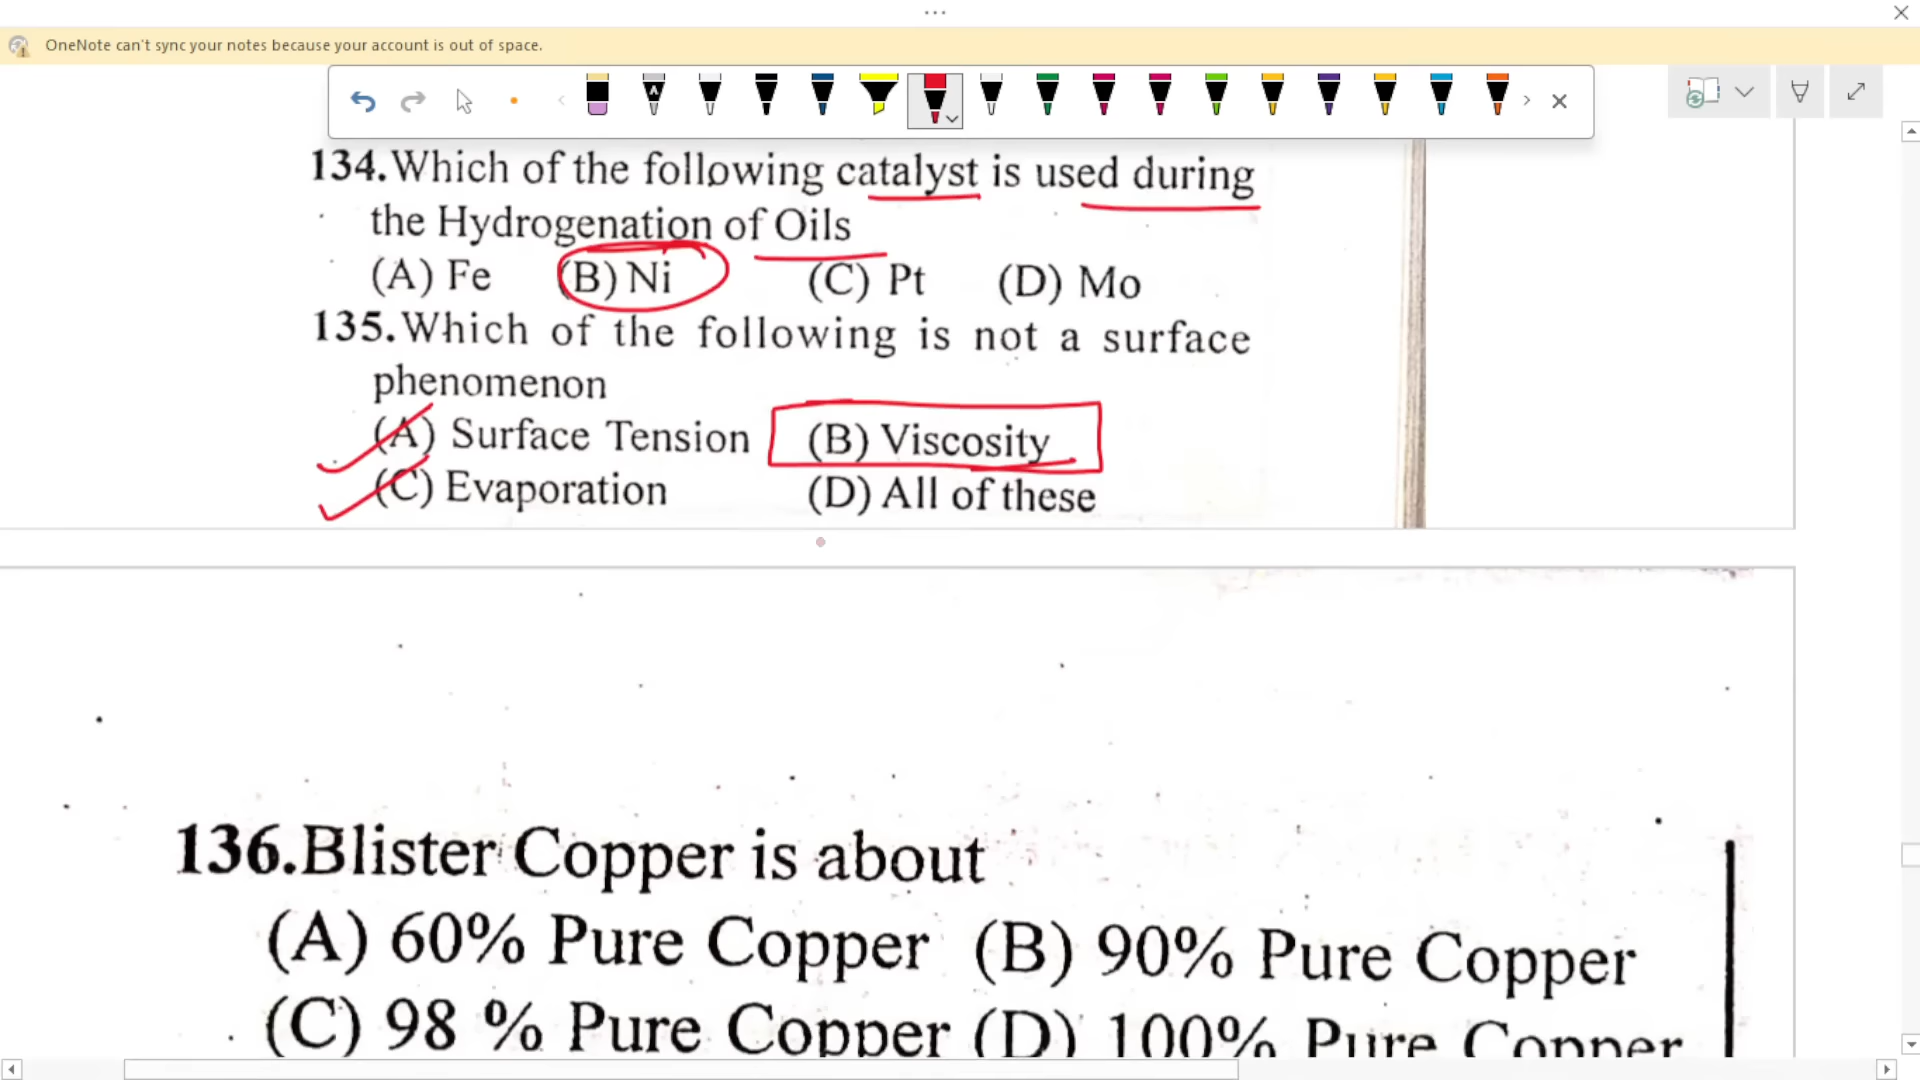 OneNote can't sync your notes because your account is out of space.
134.Which of the following catalyst is used during
the Hydrogenation of Oils
(A) Fe (B) Ni (C) Pt (D) Mo
135.Which of the following is not a surface
phenomenon
(A) Surface Tension (B) Viscosity
(C) Evaporation (D) All of these
136.Blister Copper is about
(A) 60% Pure Copper (B) 90% Pure Copper
(C) 98 % Pure Copper (D) 100% Pure Copper